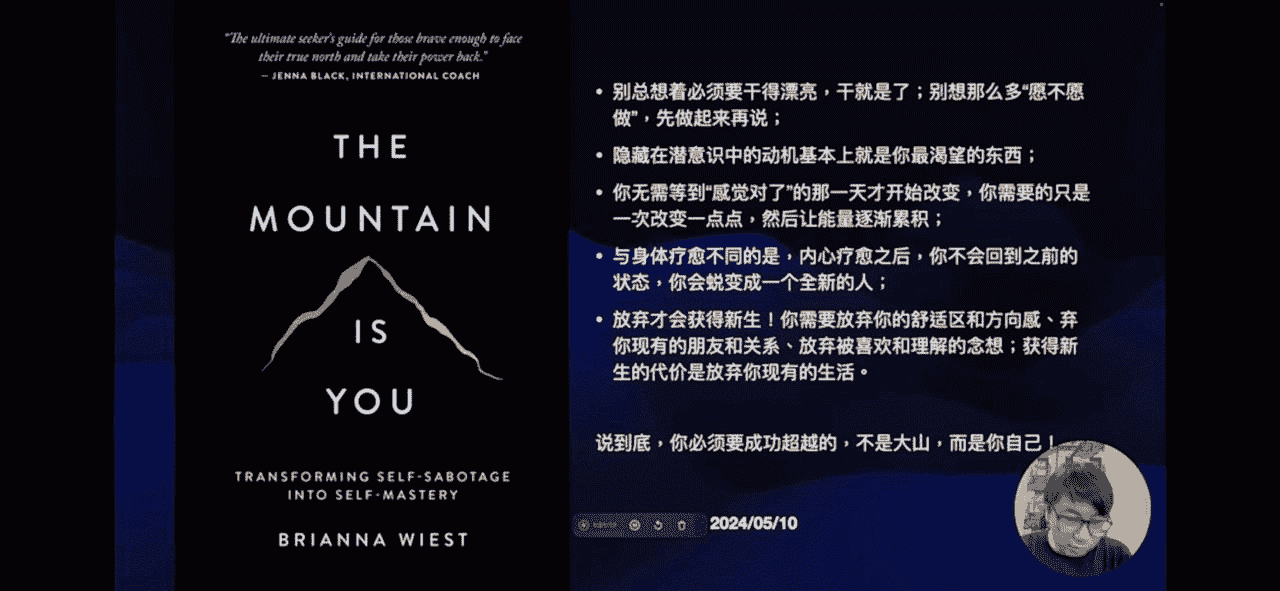 "The ultimate seeker's guide for those brave enough to face
their true north and take their power back."
— JENNA BLACK, INTERNATIONAL COACH
THE
MOUNTAIN
IS
YOU
TRANSFORMING SELF-SABOTAGE
INTO SELF-MASTERY
BRIANNA WIEST
• 别总想着必须要干得漂亮，干就是了；别想那么多“愿不愿
做”，先做起来再说；
• 隐藏在潜意识中的动机基本上就是你最渴望的东西；
• 你无需等到“感觉对了”的那一天才开始改变，你需要的只是
一次改变一点点，然后让能量逐渐累积；
• 与身体疗愈不同的是，内心疗愈之后，你不会回到之前的
状态，你会蜕变成一个全新的人；
• 放弃才会获得新生！你需要放弃你的舒适区和方向感、弃
你现有的朋友和关系、放弃被喜欢和理解的念想；获得新
生的代价是放弃你现有的生活。
说到底，你必须要成功超越的，不是大山，而是你自己！
2024/05/10